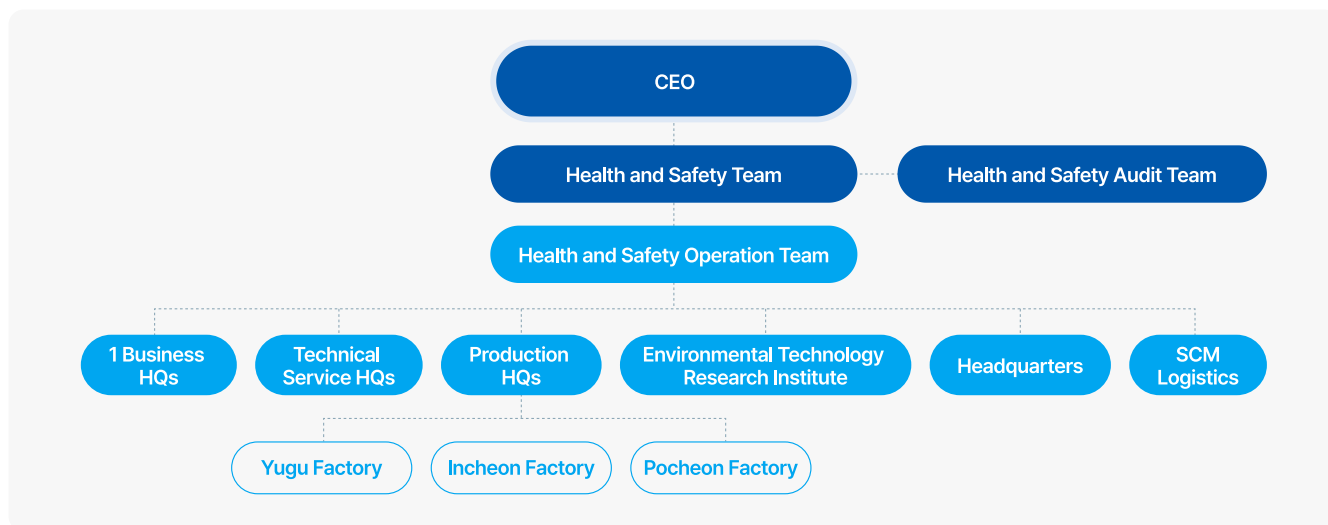 CEO
Health and Safety Team
Health and Safety Audit Team
Health and Safety Operation Team
1 Business
HQs
Technical
Service HQs
Production
HQs
Environmental Technology
Research Institute
Headquarters
SCM
Logistics
Yugu Factory
Incheon Factory
Pocheon Factory